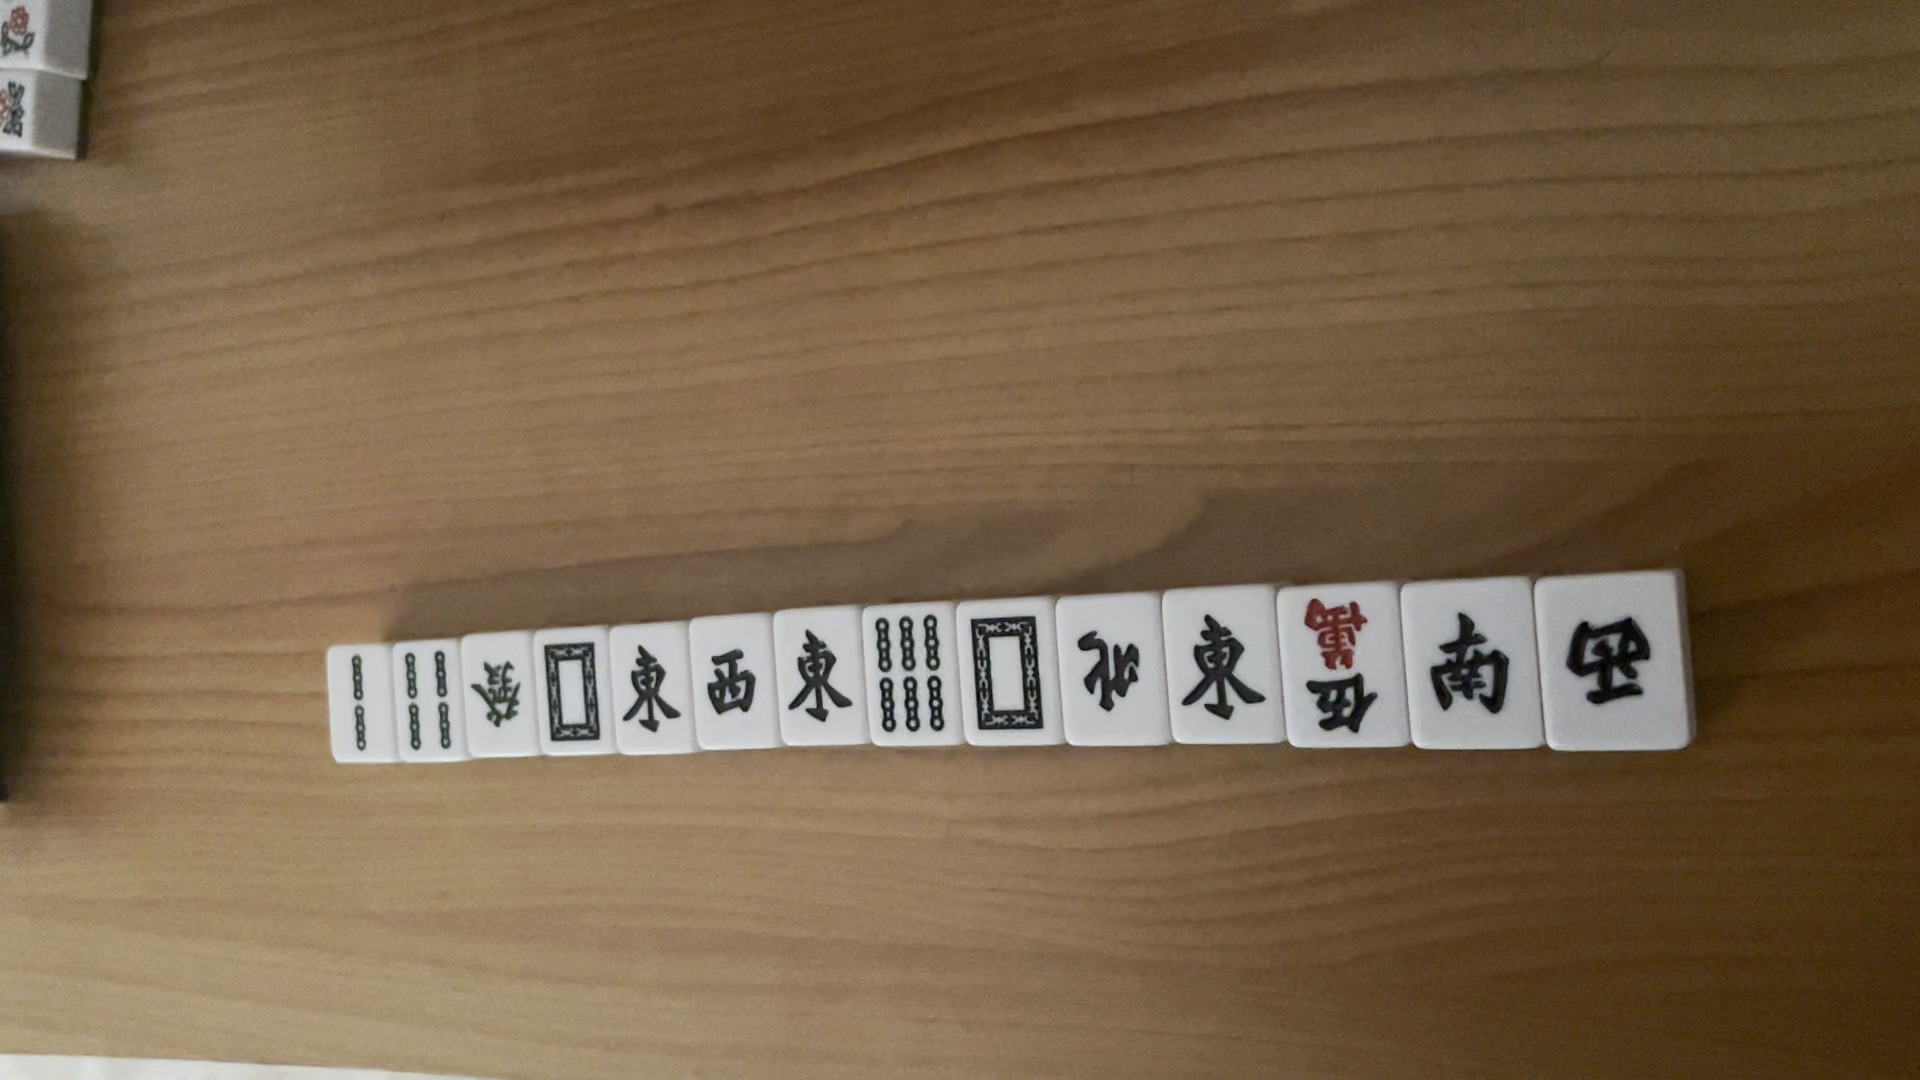 發 東 西 東 北 東 伍萬 南 西